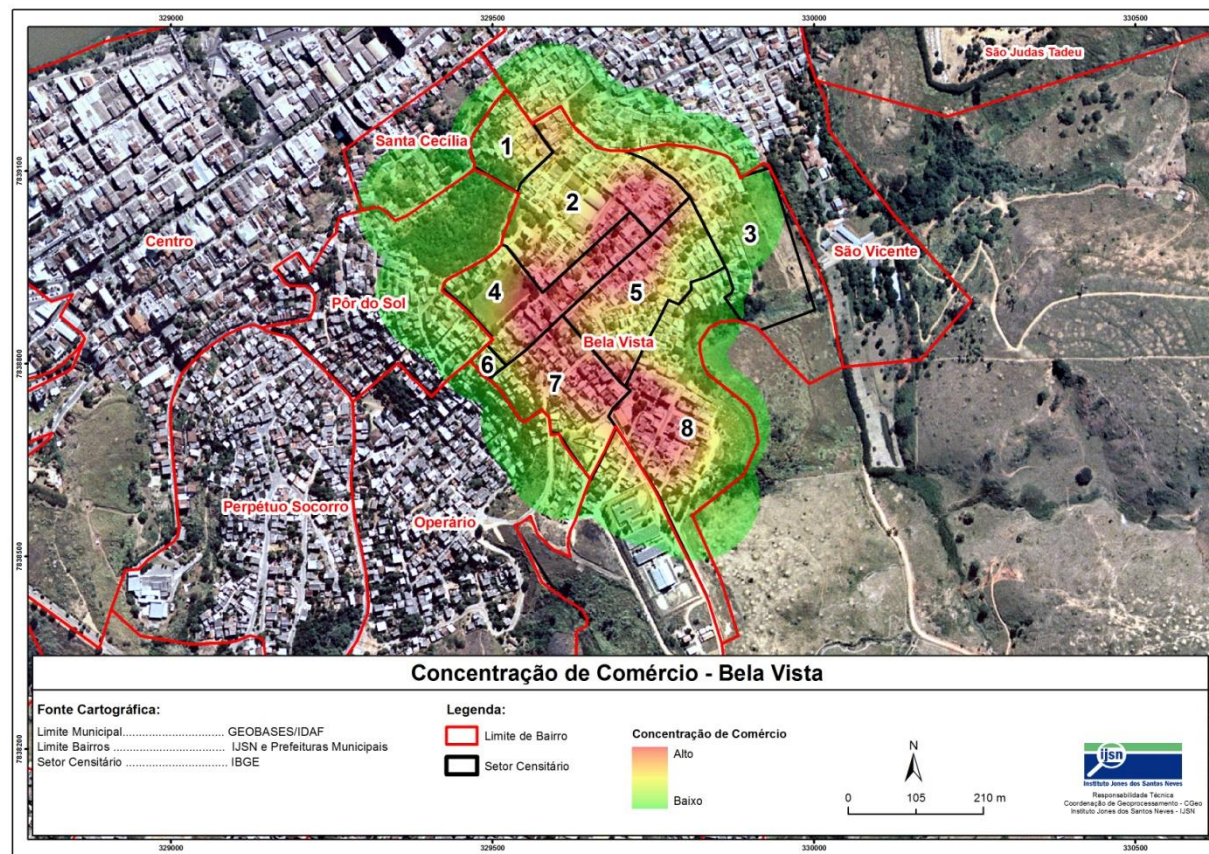 329000 329500 330000 330500
São Judas Tadeu
Santa Cecília
1
7839100
2
3
Centro
São Vicente
4
5
Pôr do Sol
Bela Vista
7838800
6
7
8
Perpétuo Socorro
Operário
7838500
Concentração de Comércio - Bela Vista
Fonte Cartográfica:
Limite Municipal............................... GEOBASES/IDAF
Limite Bairros .................................. IJSN e Prefeituras Municipais
Setor Censitário ............................... IBGE
Legenda:
Limite de Bairro
Setor Censitário
Concentração de Comércio
Alto
Baixo
N
0 105 210 m
ijsn
Instituto Jones dos Santos Neves
Responsabilidade Técnica
Coordenação de Geoprocessamento - CGeo
Instituto Jones dos Santos Neves - IJSN
7838200
329000 329500 330000 330500